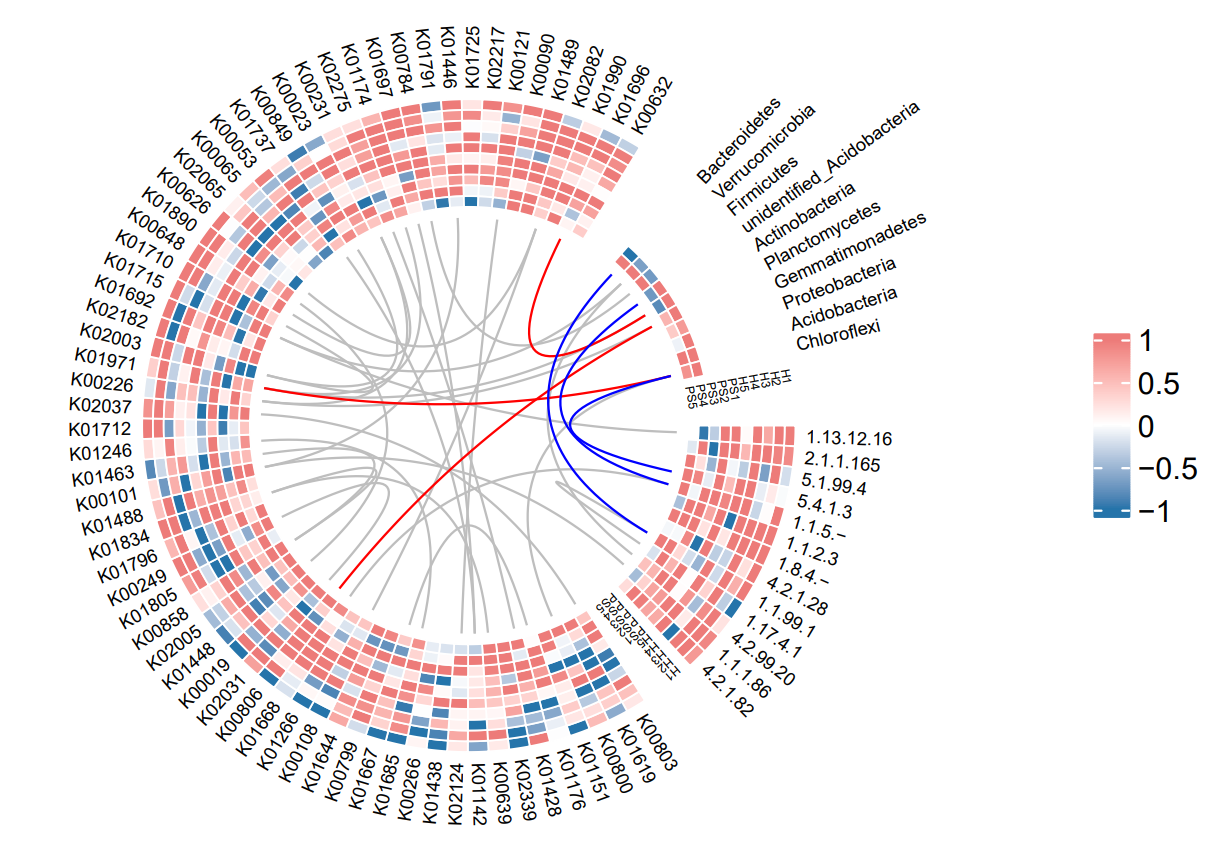 K00632
K01696
K01990
K02082
K01489
K00090
K00121
K02217
K01725
K01446
K01791
K00784
K01697
K01174
K02275
K00231
K00023
K00849
K01737
K00053
K00065
K02065
K00626
K01890
K00648
K01710
K01715
K01692
K02182
K02003
K01971
K00226
K02037
K01712
K01246
K01463
K00101
K01488
K01834
K01796
K00249
K01805
K00858
K02005
K01448
K00019
K02031
K00806
K01668
K01266
K00108
K01644
K00799
K01667
K01685
K00266
K01438
K02124
K01142
K00639
K02339
K01428
K01176
K01151
K00800
K01619
K00803
Bacteroidetes
Verrucomicrobia
Firmicutes
unidentified_Acidobacteria
Actinobacteria
Planctomycetes
Gemmatimonadetes
Proteobacteria
Acidobacteria
Chloroflexi
PS5
PS4
PS3
PS2
PS1
H5
H4
H3
H2
H1
1.13.12.16
2.1.1.165
5.1.99.4
5.4.1.3
1.1.5.−
1.1.2.3
1.8.4.−
4.2.1.28
1.1.99.1
1.17.4.1
4.2.99.20
1.1.1.86
4.2.1.82
1
0.5
0
−0.5
−1